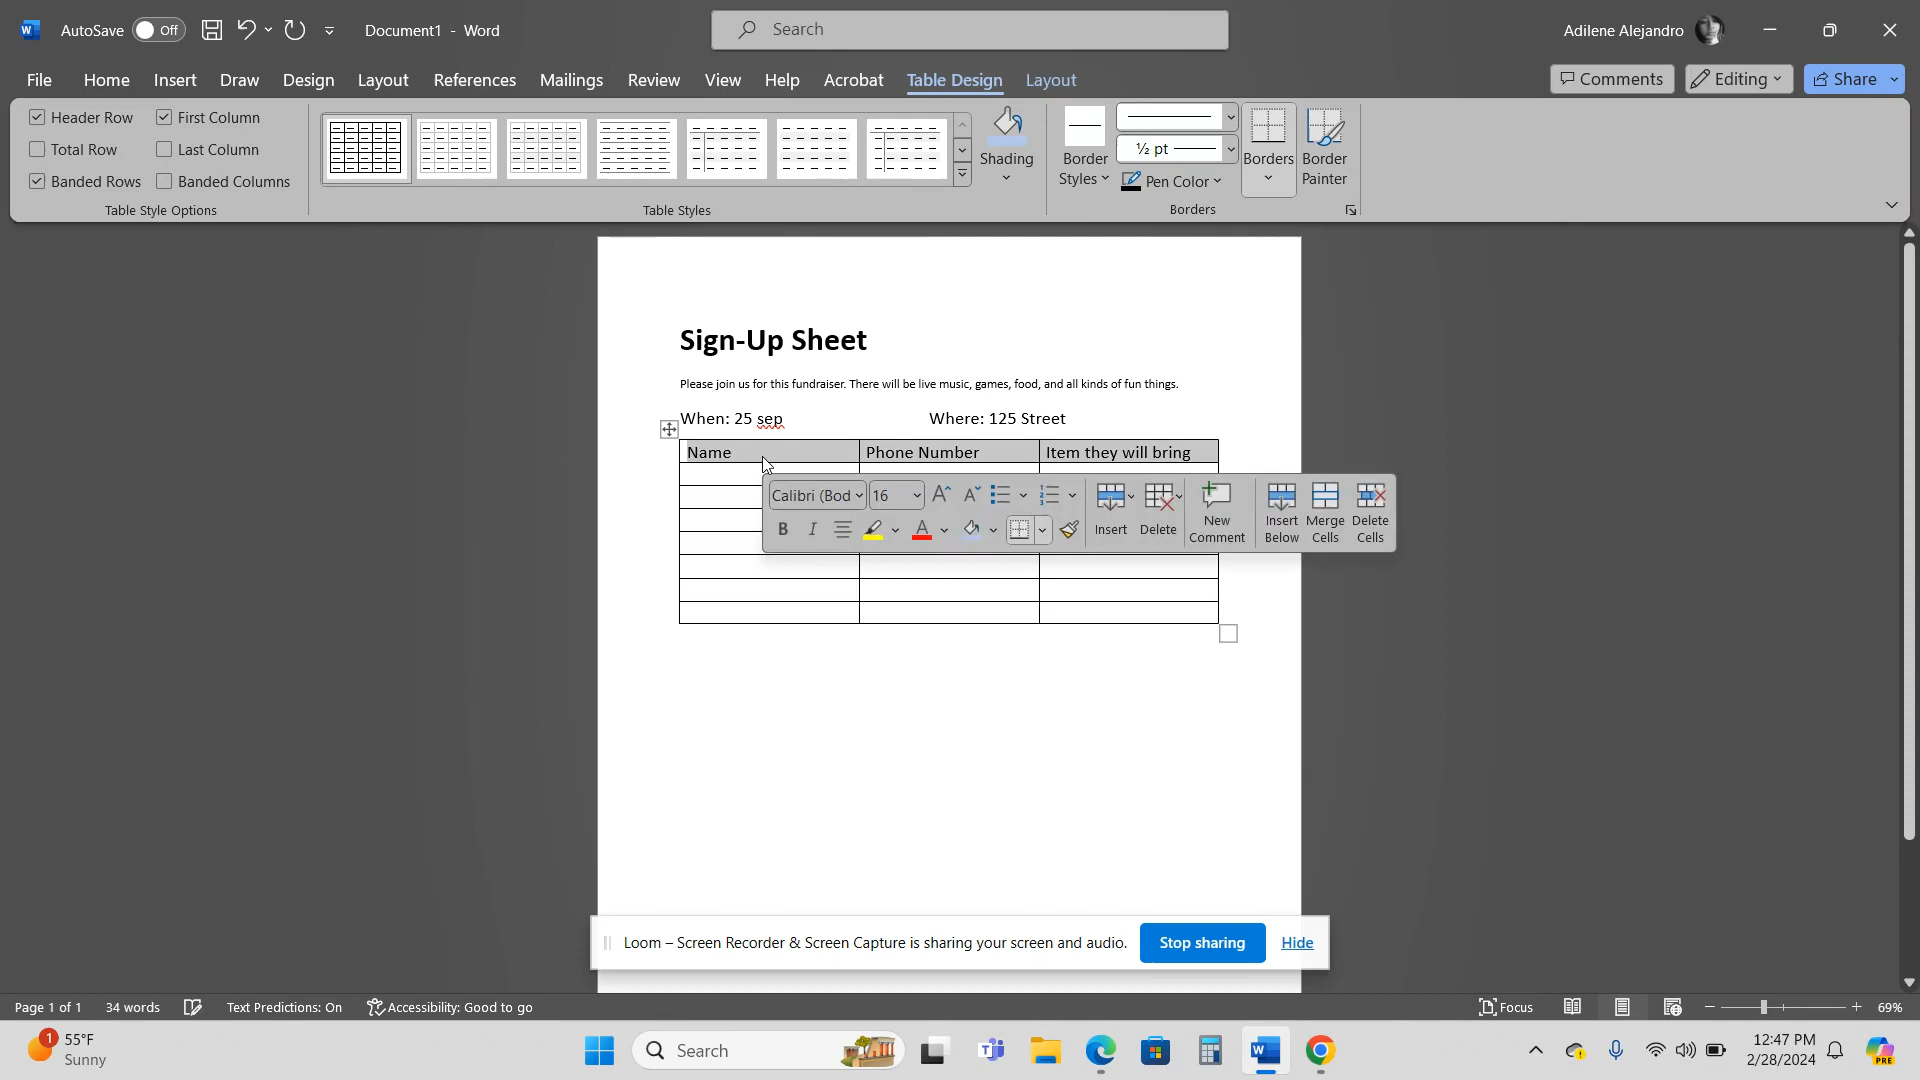 AutoSave Off Document1 - Word Search Adilene Alejandro
File Home Insert Draw Design Layout References Mailings Review View Help Acrobat Table Design Layout Comments Editing Share
Header Row First Column
Total Row Last Column
Banded Rows Banded Columns
Table Style Options
Table Styles
Shading
Border Styles
½ pt
Pen Color
Borders
Border Painter
Borders
Sign-Up Sheet
Please join us for this fundraiser. There will be live music, games, food, and all kinds of fun things.
When: 25 sep Where: 125 Street
Name Phone Number Item they will bring
Calibri (Bod 16
B I A Insert Delete New Comment Insert Below Merge Cells Delete Cells
Loom – Screen Recorder & Screen Capture is sharing your screen and audio. Stop sharing Hide
Page 1 of 1 34 words Text Predictions: On Accessibility: Good to go Focus 69%
1 55°F
Sunny
Search
12:47 PM
2/28/2024
PRE